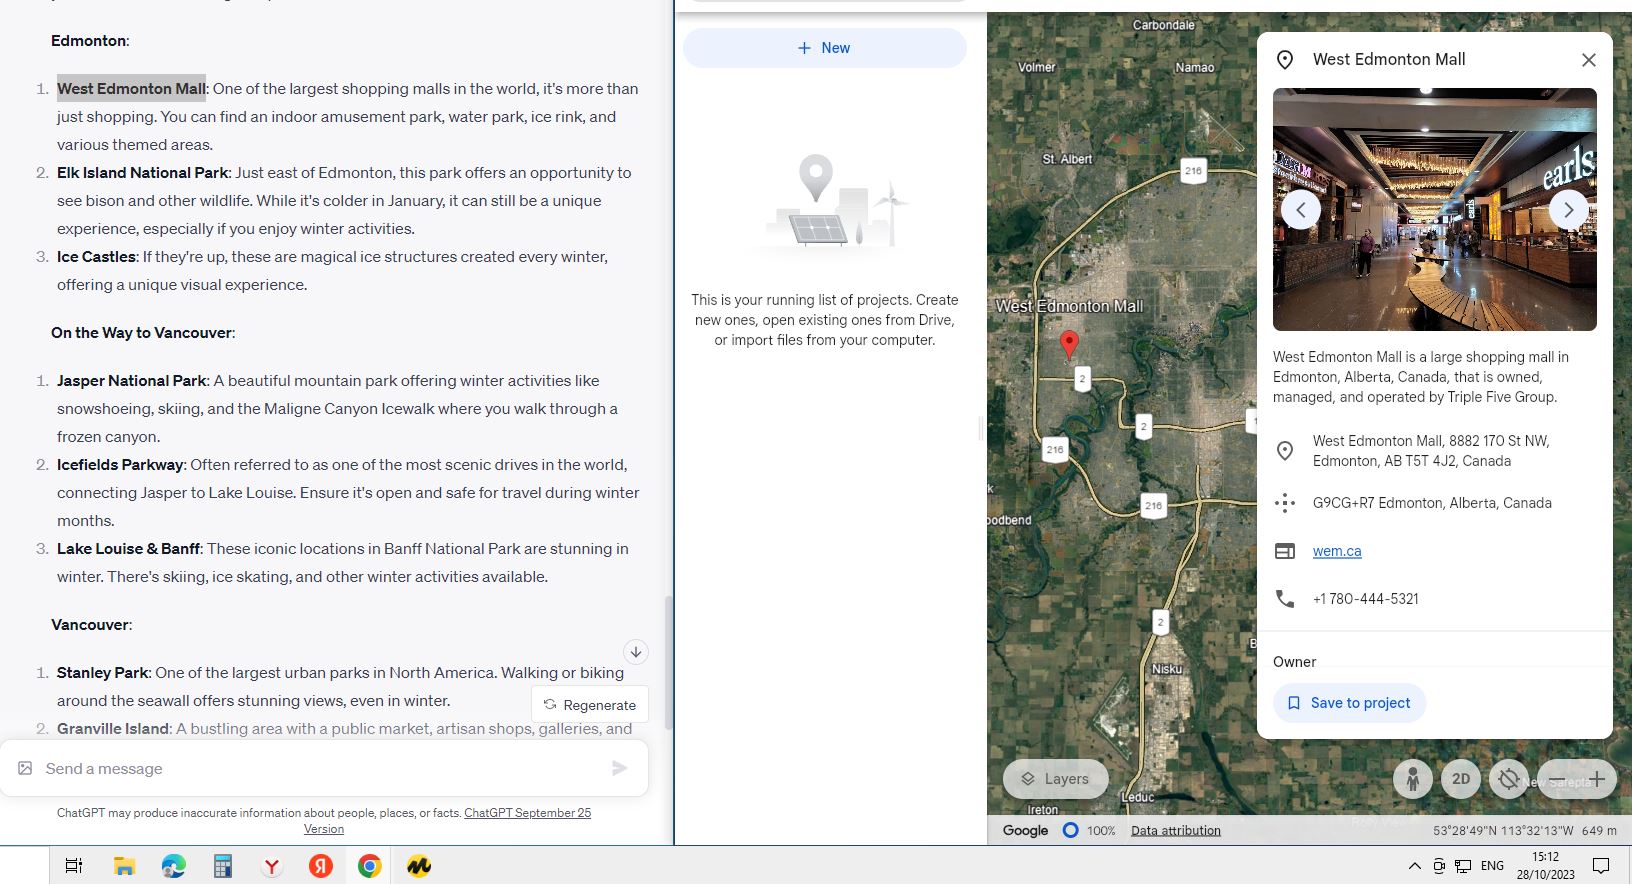 Edmonton:
1. West Edmonton Mall: One of the largest shopping malls in the world, it's more than
just shopping. You can find an indoor amusement park, water park, ice rink, and
various themed areas.
2. Elk Island National Park: Just east of Edmonton, this park offers an opportunity to
see bison and other wildlife. While it's colder in January, it can still be a unique
experience, especially if you enjoy winter activities.
3. Ice Castles: If they're up, these are magical ice structures created every winter,
offering a unique visual experience.
On the Way to Vancouver:
1. Jasper National Park: A beautiful mountain park offering winter activities like
snowshoeing, skiing, and the Maligne Canyon Icewalk where you walk through a
frozen canyon.
2. Icefields Parkway: Often referred to as one of the most scenic drives in the world,
connecting Jasper to Lake Louise. Ensure it's open and safe for travel during winter
months.
3. Lake Louise & Banff: These iconic locations in Banff National Park are stunning in
winter. There's skiing, ice skating, and other winter activities available.
Vancouver:
1. Stanley Park: One of the largest urban parks in North America. Walking or biking
around the seawall offers stunning views, even in winter.
2. Granville Island: A bustling area with a public market, artisan shops, galleries, and
Regenerate
Send a message
ChatGPT may produce inaccurate information about people, places, or facts. ChatGPT September 25
Version
+ New
This is your running list of projects. Create
new ones, open existing ones from Drive,
or import files from your computer.
Carbondale
Volmer
Namao
St. Albert
216
West Edmonton Mall
2
2
216
216
oodbend
2
Nisku
Leduc
Ireton
New Sarepta
Layers
2D
Google
100%
Data attribution
53°28'49"N 113°32'13"W 649 m
West Edmonton Mall
earls
earls
West Edmonton Mall is a large shopping mall in
Edmonton, Alberta, Canada, that is owned,
managed, and operated by Triple Five Group.
West Edmonton Mall, 8882 170 St NW,
Edmonton, AB T5T 4J2, Canada
G9CG+R7 Edmonton, Alberta, Canada
wem.ca
+1 780-444-5321
Owner
Save to project
ENG
15:12
28/10/2023